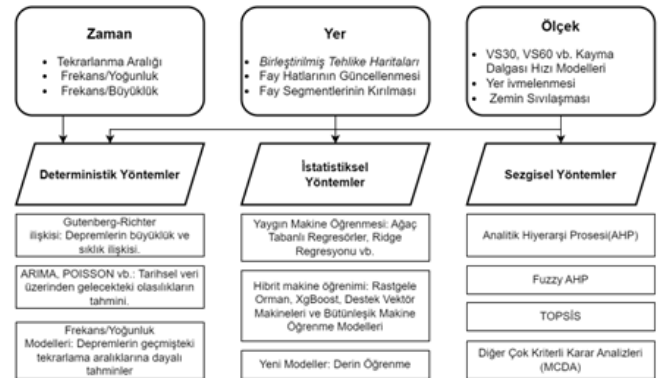 Zaman
• Tekrarlanma Aralığı
• Frekans/Yoğunluk
• Frekans/Büyüklük
Yer
• Birleştirilmiş Tehlike Haritaları
• Fay Hatlarının Güncellenmesi
• Fay Segmentlerinin Kırılması
Ölçek
• VS30, VS60 vb. Kayma
Dalgası Hızı Modelleri
• Yer ivmelenmesi
• Zemin Sıvılaşması
Deterministik Yöntemler
İstatistiksel
Yöntemler
Sezgisel Yöntemler
Gutenberg-Richter
ilişkisi: Depremlerin büyüklük ve
sıklık ilişkisi.
ARIMA, POISSON vb.: Tarihsel veri
üzerinden gelecekteki olasılıkların
tahmini.
Frekans/Yoğunluk
Modelleri: Depremlerin geçmişteki
tekrarlama aralıklarına dayalı
tahminler
Yaygın Makine Öğrenmesi: Ağaç
Tabanlı Regresörler, Ridge
Regresyonu vb.
Hibrit makine öğrenimi: Rastgele
Orman, XgBoost, Destek Vektör
Makineleri ve Bütünleşik Makine
Öğrenme Modelleri
Yeni Modeller: Derin Öğrenme
Analitik Hiyerarşi Prosesi(AHP)
Fuzzy AHP
TOPSİS
Diğer Çok Kriterli Karar Analizleri
(MCDA)